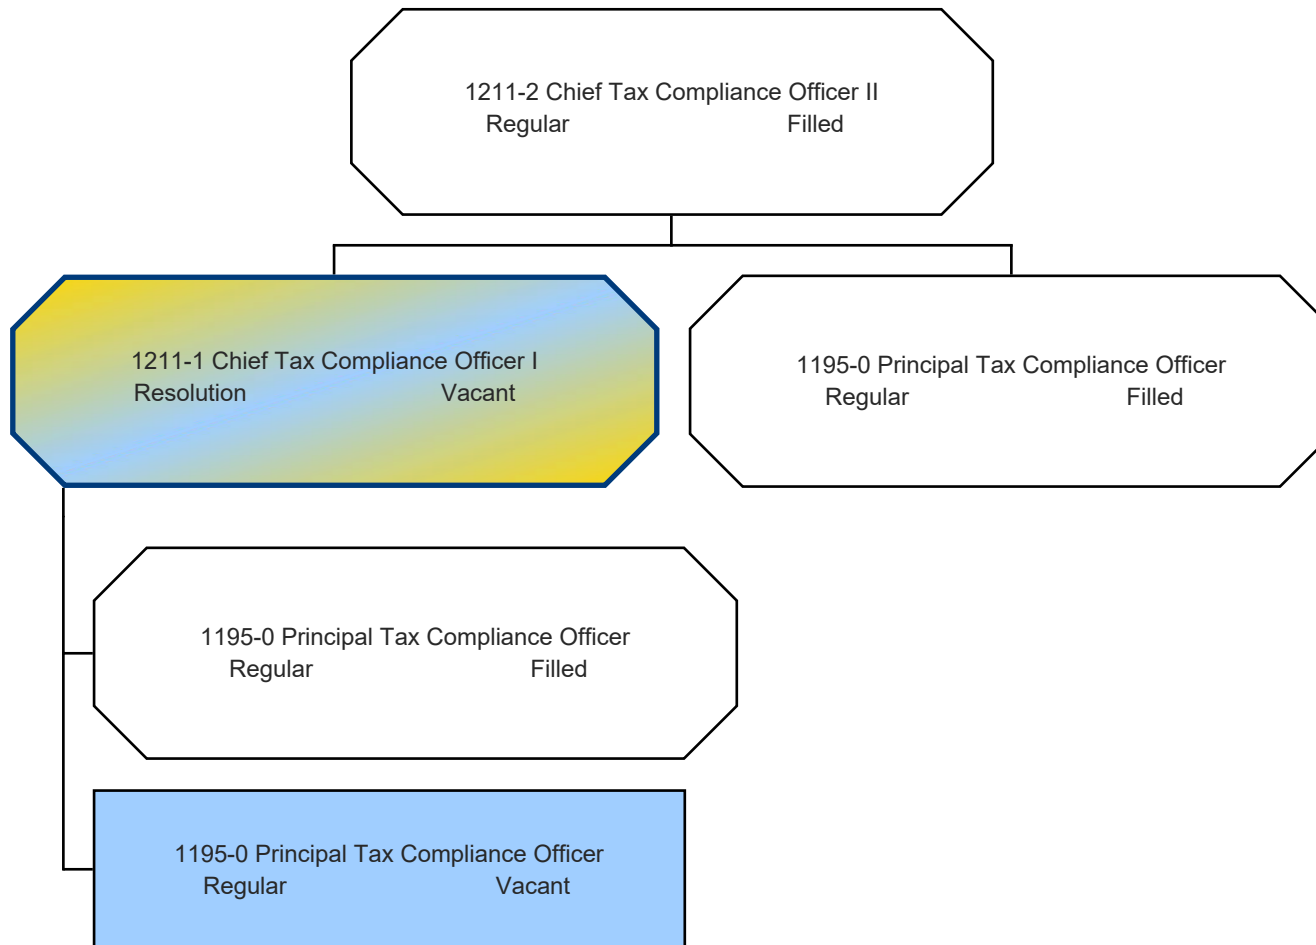 1211-2 Chief Tax Compliance Officer II
Regular Filled
1211-1 Chief Tax Compliance Officer I
Resolution Vacant
1195-0 Principal Tax Compliance Officer
Regular Filled
1195-0 Principal Tax Compliance Officer
Regular Filled
1195-0 Principal Tax Compliance Officer
Regular Vacant